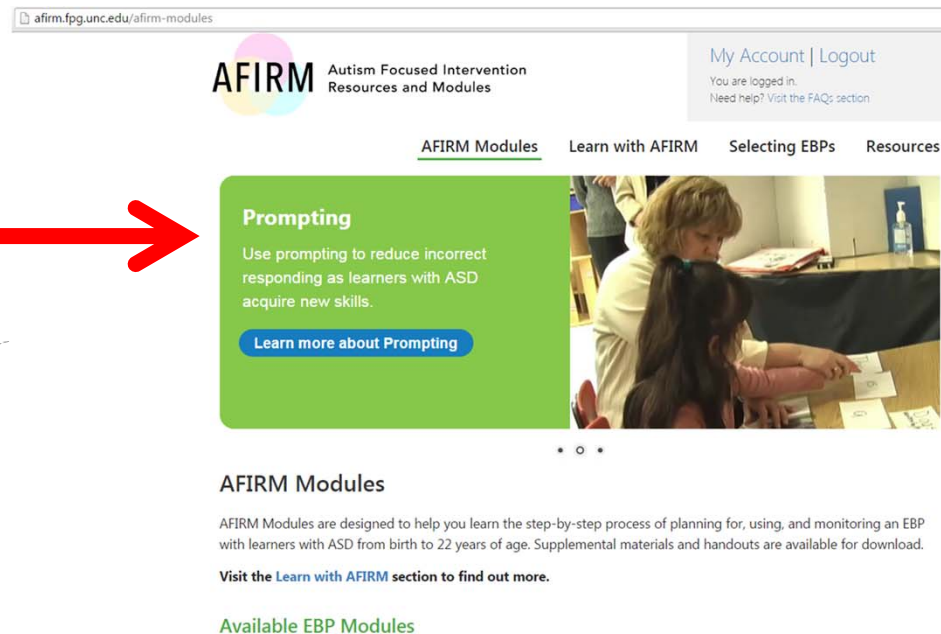 afirm.fpg.unc.edu/afirm-modules
AFIRM
Autism Focused Intervention
Resources and Modules
My Account | Logout
You are logged in.
Need help? Visit the FAQs section
AFIRM Modules Learn with AFIRM Selecting EBPs Resources
Prompting
Use prompting to reduce incorrect
responding as learners with ASD
acquire new skills.
Learn more about Prompting
AFIRM Modules
AFIRM Modules are designed to help you learn the step-by-step process of planning for, using, and monitoring an EBP
with learners with ASD from birth to 22 years of age. Supplemental materials and handouts are available for download.
Visit the Learn with AFIRM section to find out more.
Available EBP Modules